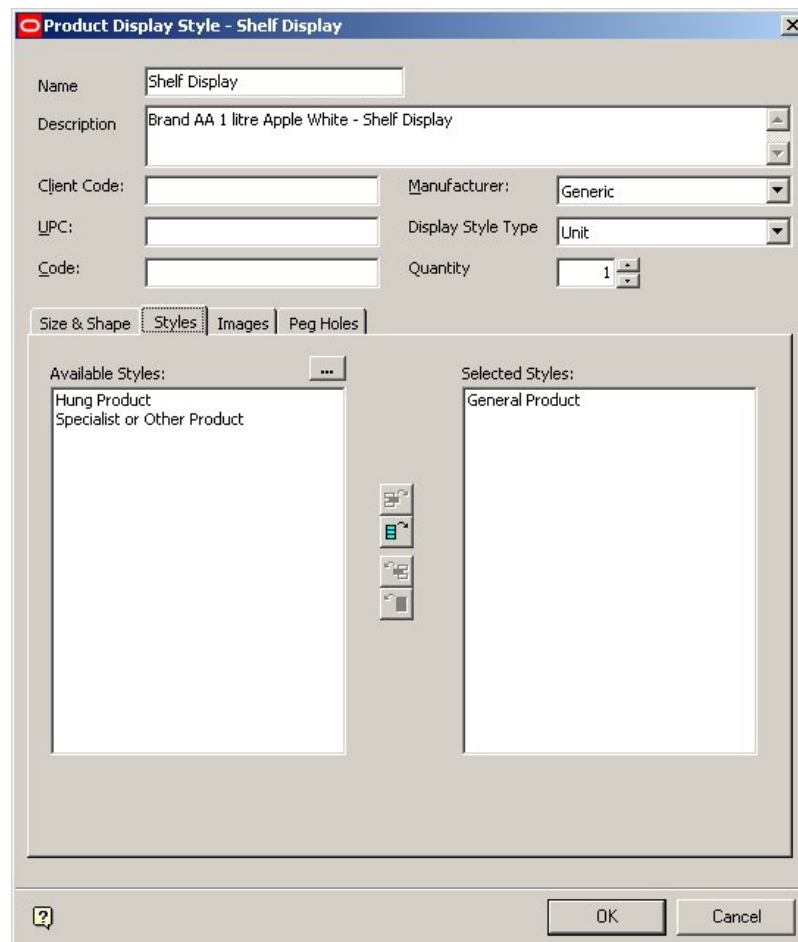 Product Display Style - Shelf Display
Name
Shelf Display
Description
Brand AA 1 litre Apple White - Shelf Display
Client Code:
Manufacturer:
Generic
UPC:
Display Style Type
Unit
Code:
Quantity
1
Size & Shape
Styles
Images
Peg Holes
Available Styles:
...
Selected Styles:
Hung Product
General Product
Specialist or Other Product
?
OK
Cancel